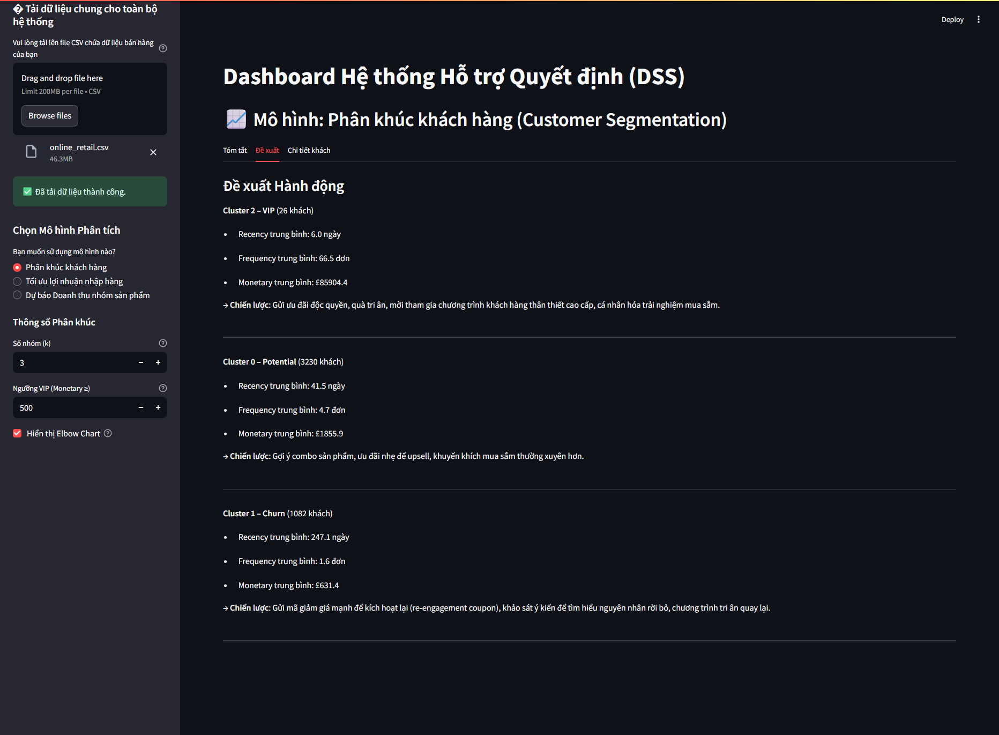 � Tải dữ liệu chung cho toàn bộ
hệ thống
Vui lòng tải lên file CSV chứa dữ liệu bán hàng
của bạn
Drag and drop file here
Limit 200MB per file • CSV
Browse files
online_retail.csv
46.3MB
✅ Đã tải dữ liệu thành công.
Chọn Mô hình Phân tích
Bạn muốn sử dụng mô hình nào?
Phân khúc khách hàng
Tối ưu lợi nhuận nhập hàng
Dự báo Doanh thu nhóm sản phẩm
Thông số Phân khúc
Số nhóm (k)
3
Ngưỡng VIP (Monetary ≥)
500
Hiển thị Elbow Chart
Deploy
Dashboard Hệ thống Hỗ trợ Quyết định (DSS)
📈 Mô hình: Phân khúc khách hàng (Customer Segmentation)
Tóm tắt Đề xuất Chi tiết khách
Đề xuất Hành động
Cluster 2 – VIP (26 khách)
• Recency trung bình: 6.0 ngày
• Frequency trung bình: 66.5 đơn
• Monetary trung bình: £85904.4
→ Chiến lược: Gửi ưu đãi độc quyền, quà tri ân, mời tham gia chương trình khách hàng thân thiết cao cấp, cá nhân hóa trải nghiệm mua sắm.
Cluster 0 – Potential (3230 khách)
• Recency trung bình: 41.5 ngày
• Frequency trung bình: 4.7 đơn
• Monetary trung bình: £1855.9
→ Chiến lược: Gợi ý combo sản phẩm, ưu đãi nhẹ để upsell, khuyến khích mua sắm thường xuyên hơn.
Cluster 1 – Churn (1082 khách)
• Recency trung bình: 247.1 ngày
• Frequency trung bình: 1.6 đơn
• Monetary trung bình: £631.4
→ Chiến lược: Gửi mã giảm giá mạnh để kích hoạt lại (re-engagement coupon), khảo sát ý kiến để tìm hiểu nguyên nhân rời bỏ, chương trình tri ân quay lại.